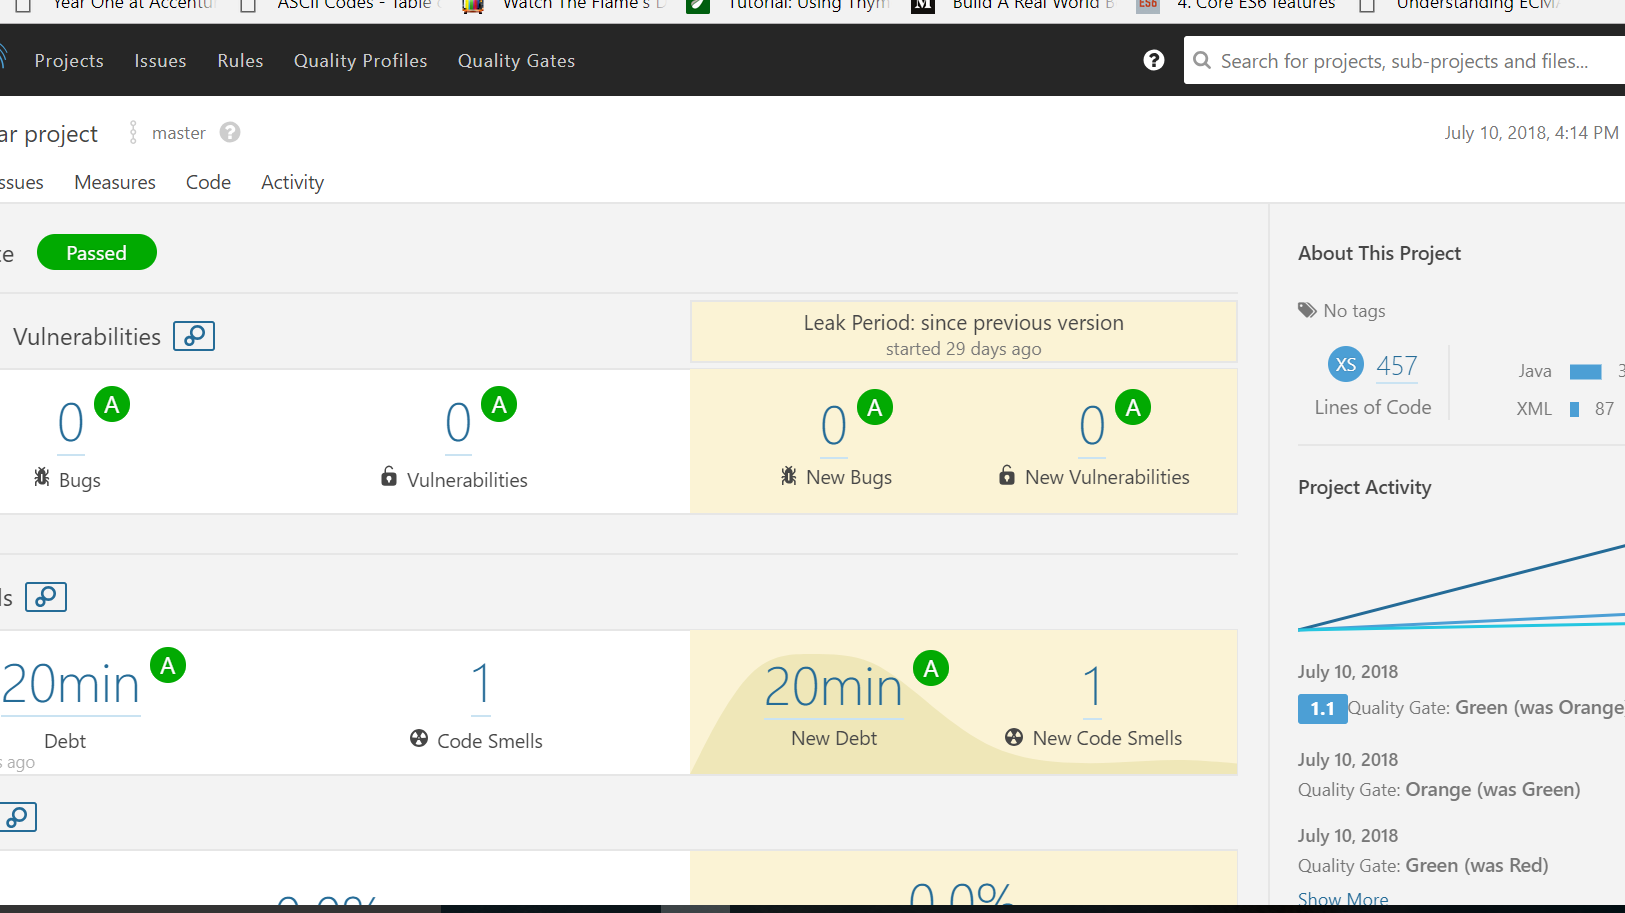 Year One at Accentu ASCII Codes - Table Watch The Flame's D Tutorial: Using Thym M Build A Real World B ES6 4. Core ES6 features Understanding ECMA
Projects Issues Rules Quality Profiles Quality Gates ? Search for projects, sub-projects and files...
ar project master ? July 10, 2018, 4:14 PM
ssues Measures Code Activity
te Passed
About This Project
Vulnerabilities
Leak Period: since previous version
started 29 days ago
No tags
0 A
Bugs
0 A
Vulnerabilities
0 A
New Bugs
0 A
New Vulnerabilities
XS 457
Lines of Code
Java 3
XML 87
Project Activity
ls
20min A
Debt
s ago
1
Code Smells
20min A
New Debt
1
New Code Smells
July 10, 2018
1.1 Quality Gate: Green (was Orange)
July 10, 2018
Quality Gate: Orange (was Green)
July 10, 2018
Quality Gate: Green (was Red)
Show More
0.0%
0.0%